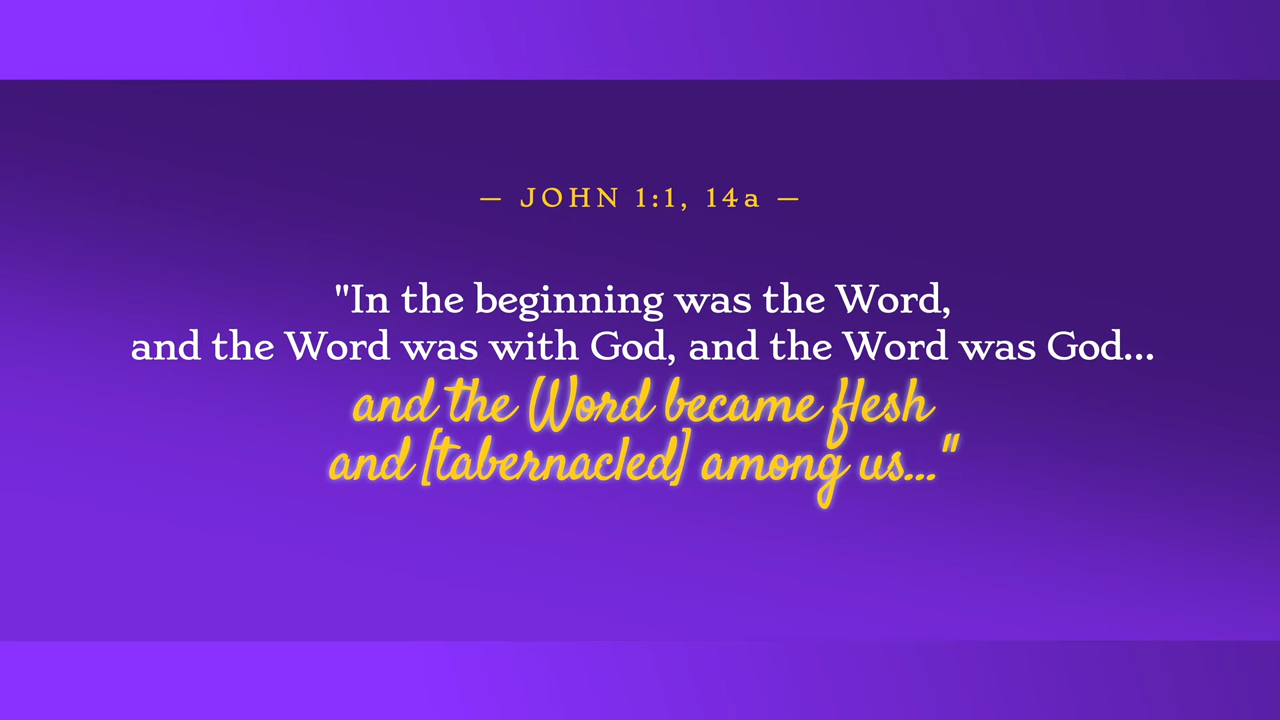 — JOHN 1:1, 14a —
"In the beginning was the Word,
and the Word was with God, and the Word was God...
and the Word became flesh
and [tabernacled] among us..."